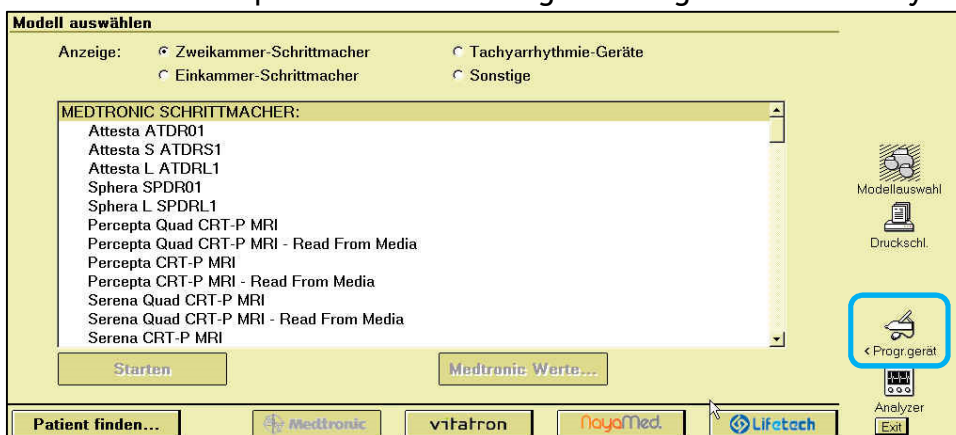 Modell auswählen
Anzeige: Zweikammer-Schrittmacher Tachyarrhythmie-Geräte
Einkammer-Schrittmacher Sonstige
MEDTRONIC SCHRITTMACHER:
Attesta ATDR01
Attesta S ATDRS1
Attesta L ATDRL1
Sphera SPDR01
Sphera L SPDRL1
Percepta Quad CRT-P MRI
Percepta Quad CRT-P MRI - Read From Media
Percepta CRT-P MRI
Percepta CRT-P MRI - Read From Media
Serena Quad CRT-P MRI
Serena Quad CRT-P MRI - Read From Media
Serena CRT-P MRI
Starten Medtronic Werte...
Patient finden... Medtronic vitatron NayaMed. Lifetech
Modellauswahl
Druckschl.
< Progr.gerät
Analyzer
Exit